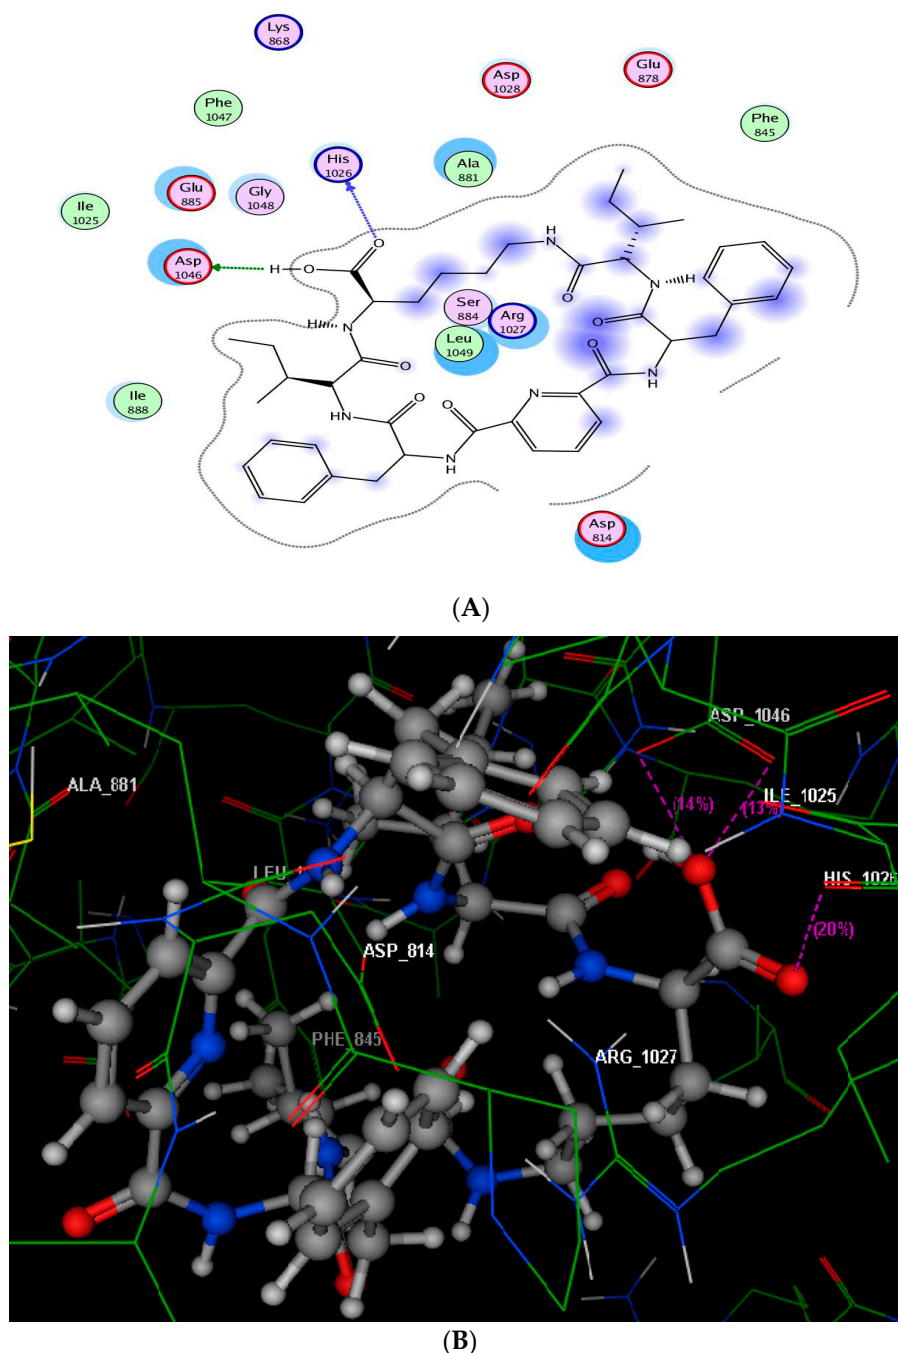 Lys
868
Asp
1028
Glu
878
Phe
1047
Phe
845
His
1026
Ala
881
Glu
885
Gly
1048
Ile
1025
Asp
1046
H
O
O
N
H
O
N
H
Ser
884
Arg
1027
H
N
O
O
Leu
1049
O
Ile
888
N
H
O
O
N
O
N
H
N
H
Asp
814
(A)
ASP_1046
ALA_881
ILE_1025
(14%)
(13%)
LEU_1
HIS_1026
(20%)
ASP_814
PHE_845
ARG_1027
(B)